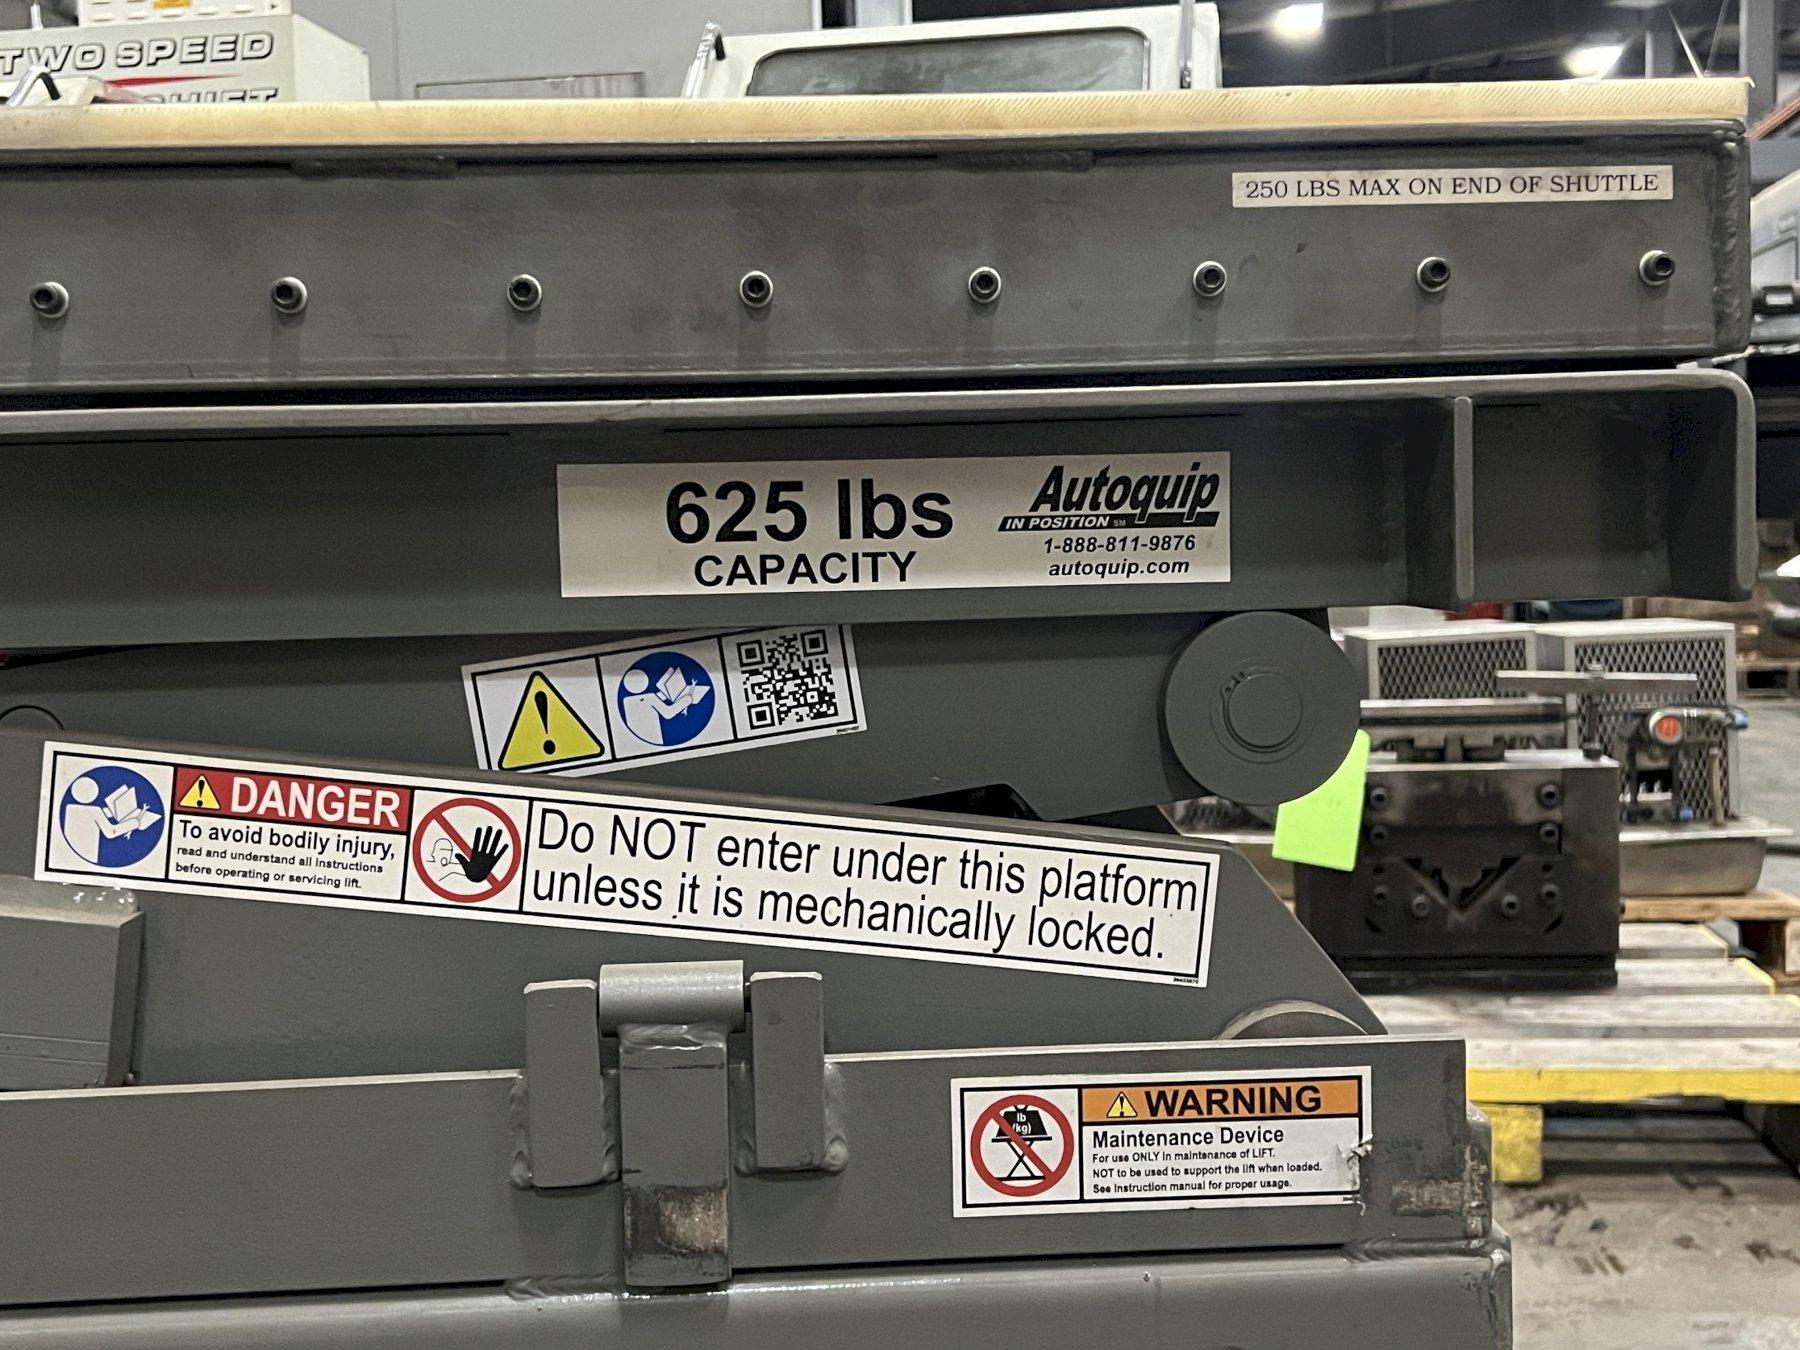 TWO SPEED
SHIFT
250 LBS MAX ON END OF SHUTTLE
625 lbs
CAPACITY
Autoquip
IN POSITION SM
1-888-811-9876
autoquip.com
DANGER
To avoid bodily injury,
read and understand all instructions
before operating or servicing lift.
Do NOT enter under this platform
unless it is mechanically locked.
lb
(kg)
WARNING
Maintenance Device
For use ONLY in maintenance of LIFT.
NOT to be used to support the lift when loaded.
See instruction manual for proper usage.